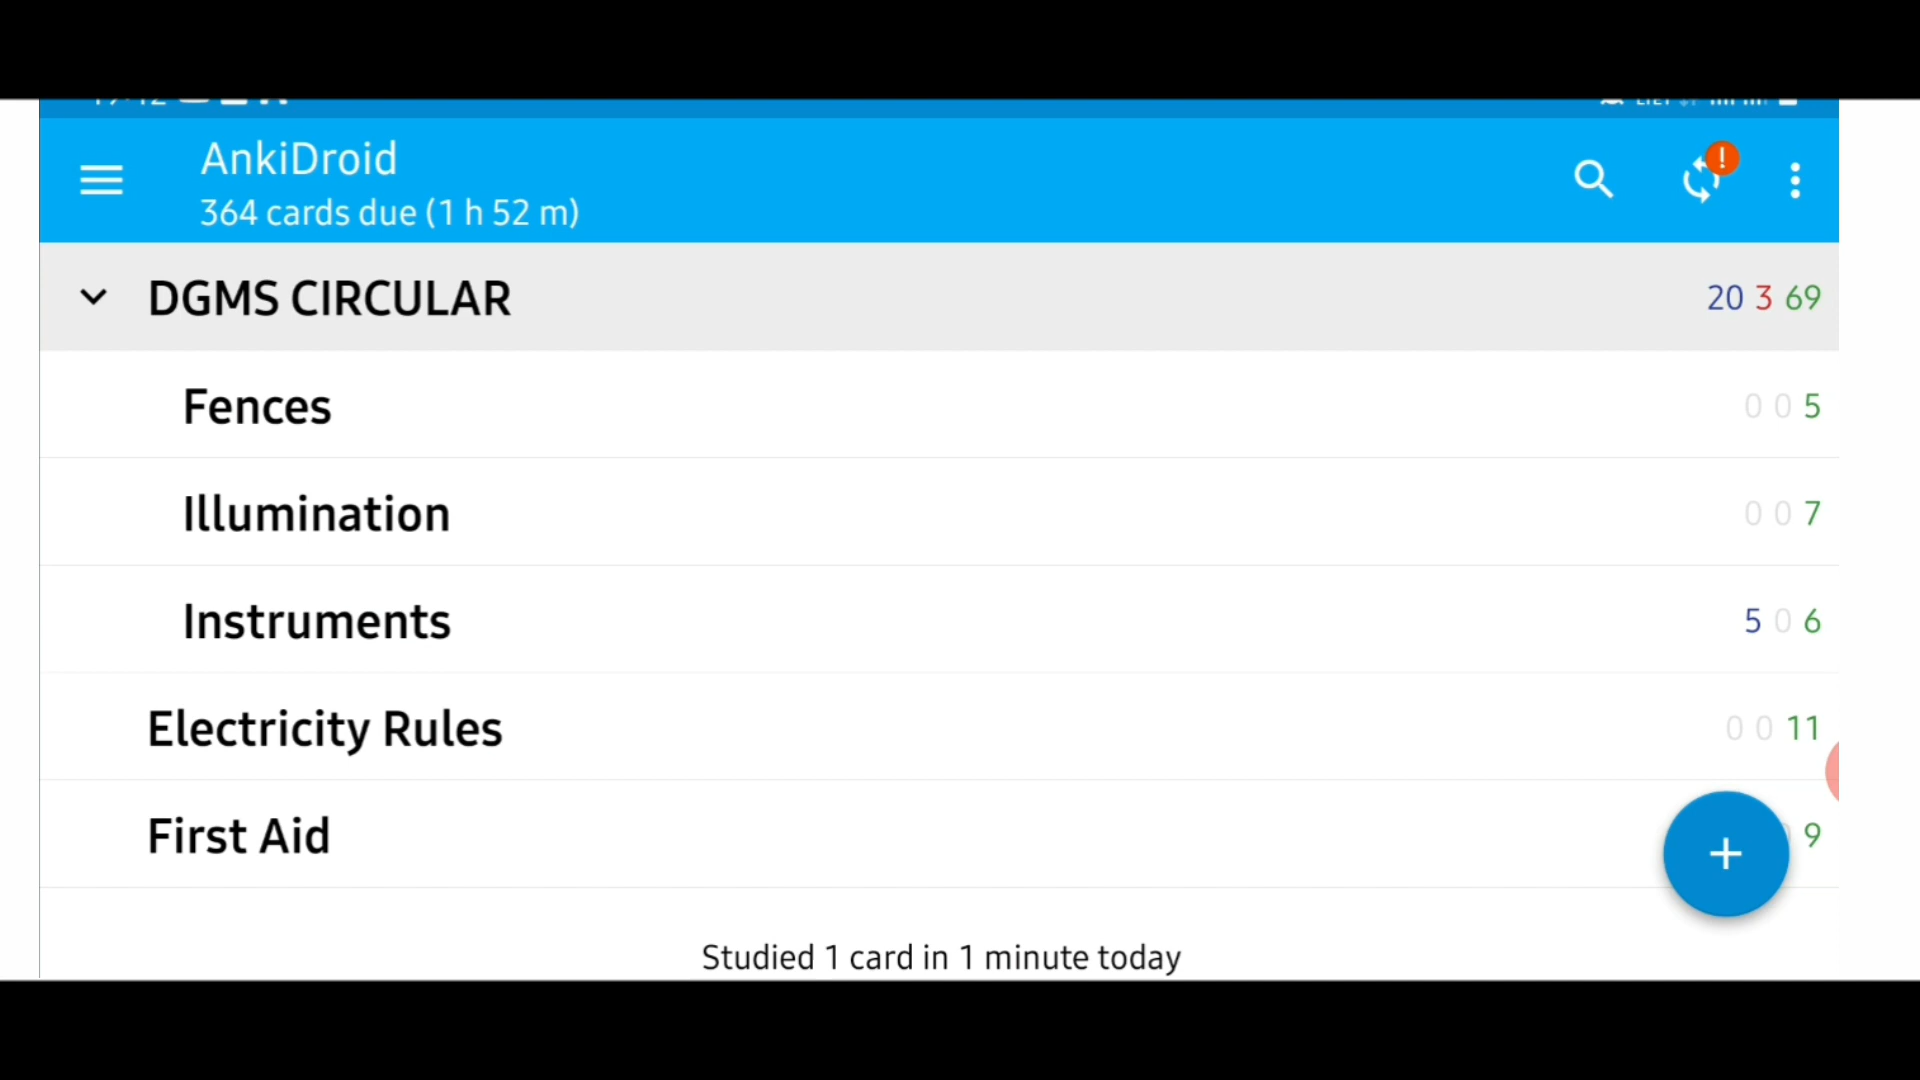 AnkiDroid
364 cards due (1 h 52 m)
DGMS CIRCULAR 20 3 69
Fences 0 0 5
Illumination 0 0 7
Instruments 5 0 6
Electricity Rules 0 0 11
First Aid 9
+
Studied 1 card in 1 minute today